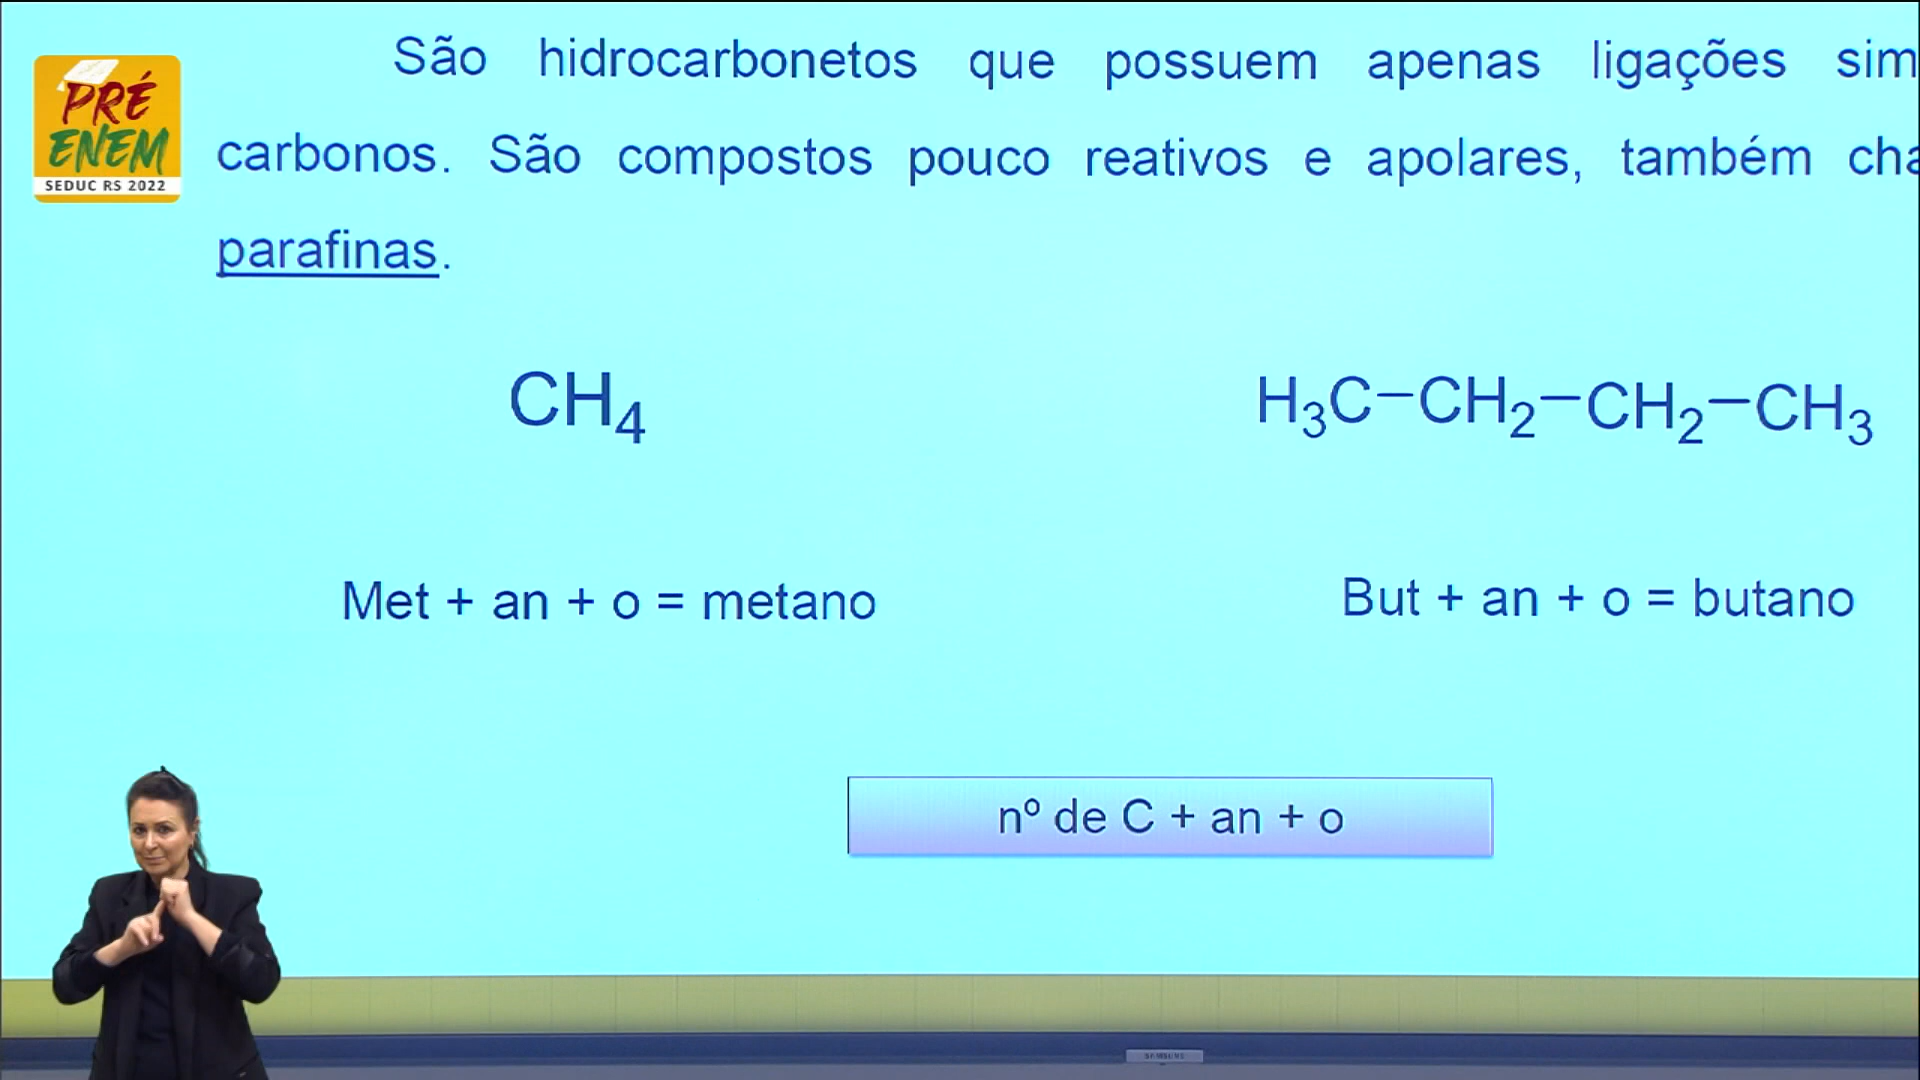 São hidrocarbonetos que possuem apenas ligações sim
carbonos. São compostos pouco reativos e apolares, também cha
parafinas.
PRÉ
ENEM
SEDUC RS 2022
CH4
H3C–CH2–CH2–CH3
Met + an + o = metano
But + an + o = butano
nº de C + an + o
SAMSUNG